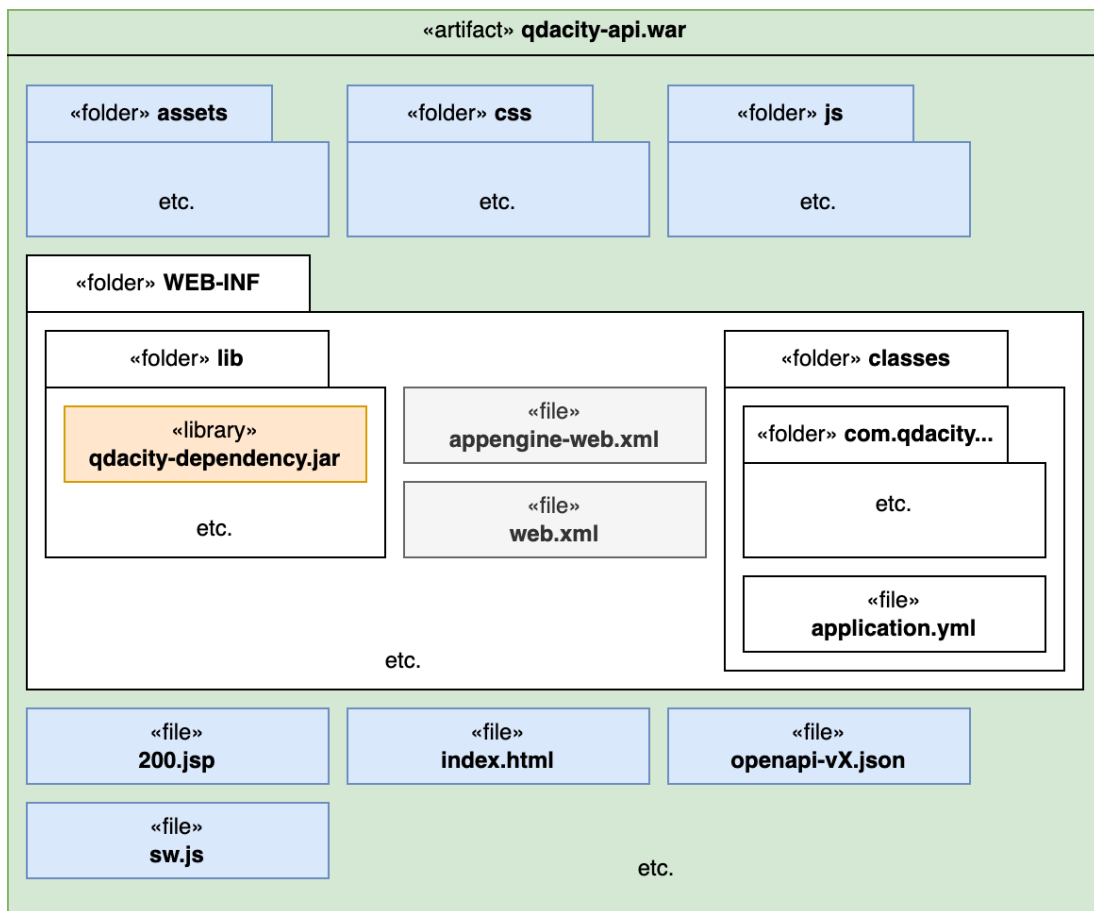 «artifact» qdacity-api.war
«folder» assets
«folder» css
«folder» js
etc.
etc.
etc.
«folder» WEB-INF
«folder» lib
«folder» classes
«library»
qdacity-dependency.jar
etc.
«file»
appengine-web.xml
«file»
web.xml
«folder» com.qdacity...
etc.
«file»
application.yml
etc.
«file»
200.jsp
«file»
index.html
«file»
openapi-vX.json
«file»
sw.js
etc.